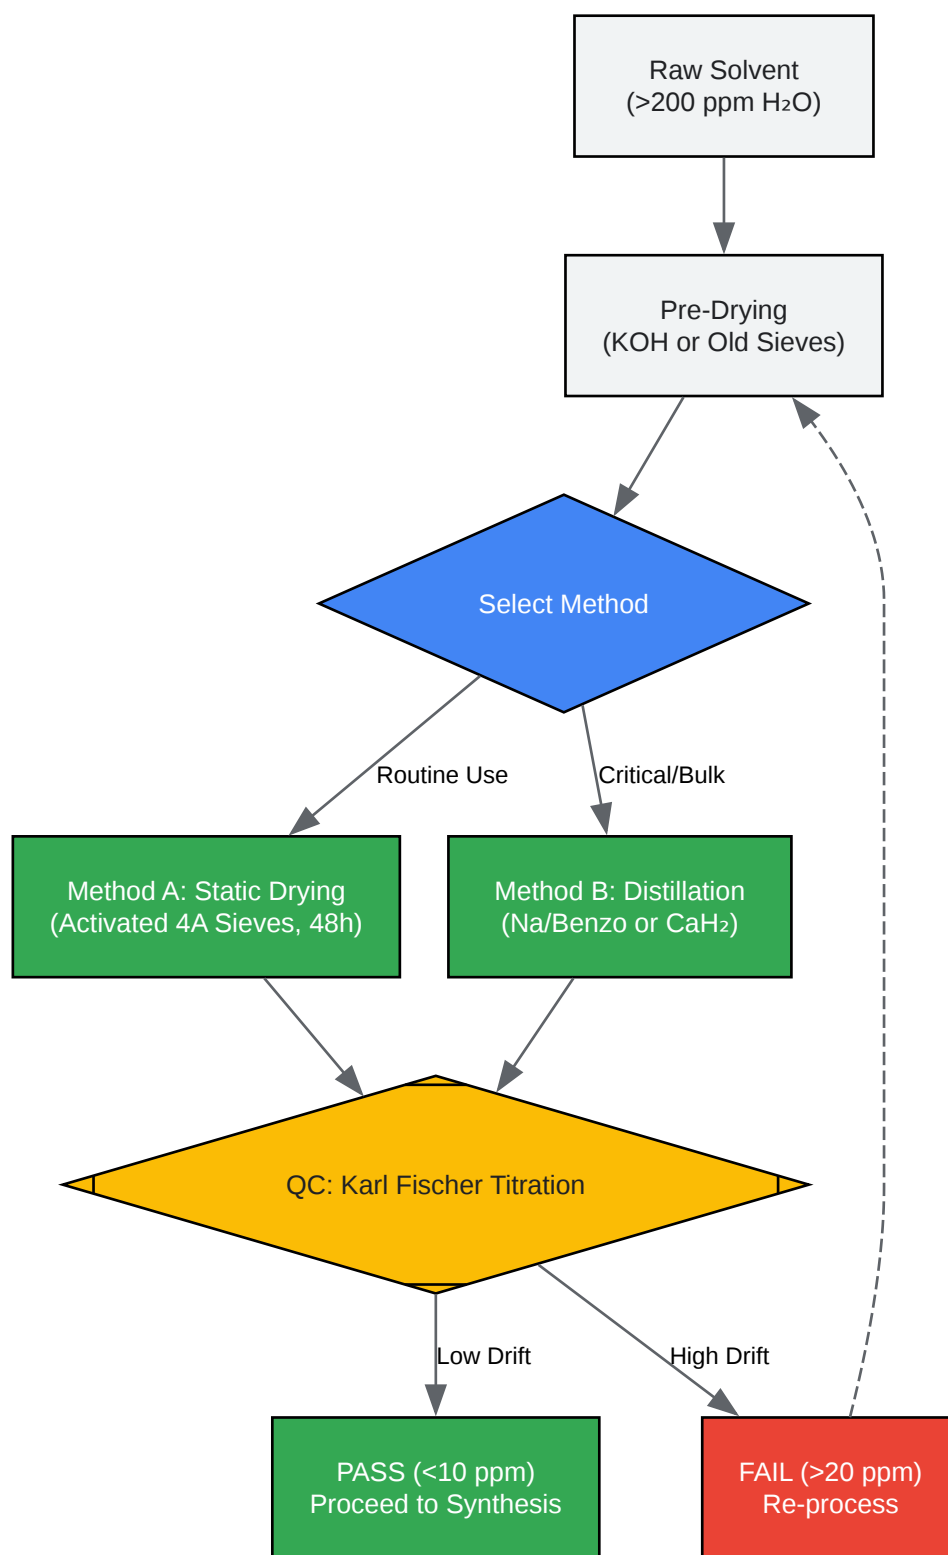 Raw Solvent
(>200 ppm H₂O)
Pre-Drying
(KOH or Old Sieves)
Select Method
Routine Use
Critical/Bulk
Method A: Static Drying
(Activated 4A Sieves, 48h)
Method B: Distillation
(Na/Benzo or CaH₂)
QC: Karl Fischer Titration
Low Drift
High Drift
PASS (<10 ppm)
Proceed to Synthesis
FAIL (>20 ppm)
Re-process